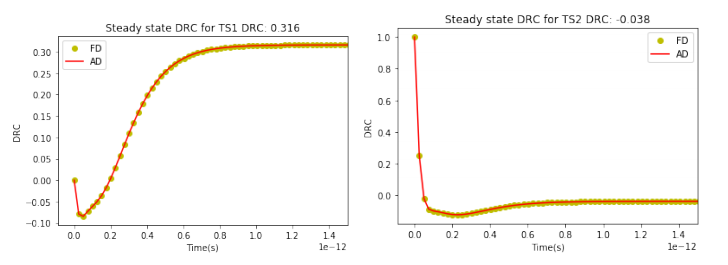 Steady state DRC for TS1 DRC: 0.316
FD
AD
0.30
0.25
0.20
0.15
0.10
0.05
0.00
−0.05
−0.10
DRC
0.0 0.2 0.4 0.6 0.8 1.0 1.2 1.4
Time(s)
1e−12
Steady state DRC for TS2 DRC: -0.038
FD
AD
1.0
0.8
0.6
0.4
0.2
0.0
DRC
0.0 0.2 0.4 0.6 0.8 1.0 1.2 1.4
Time(s)
1e−12